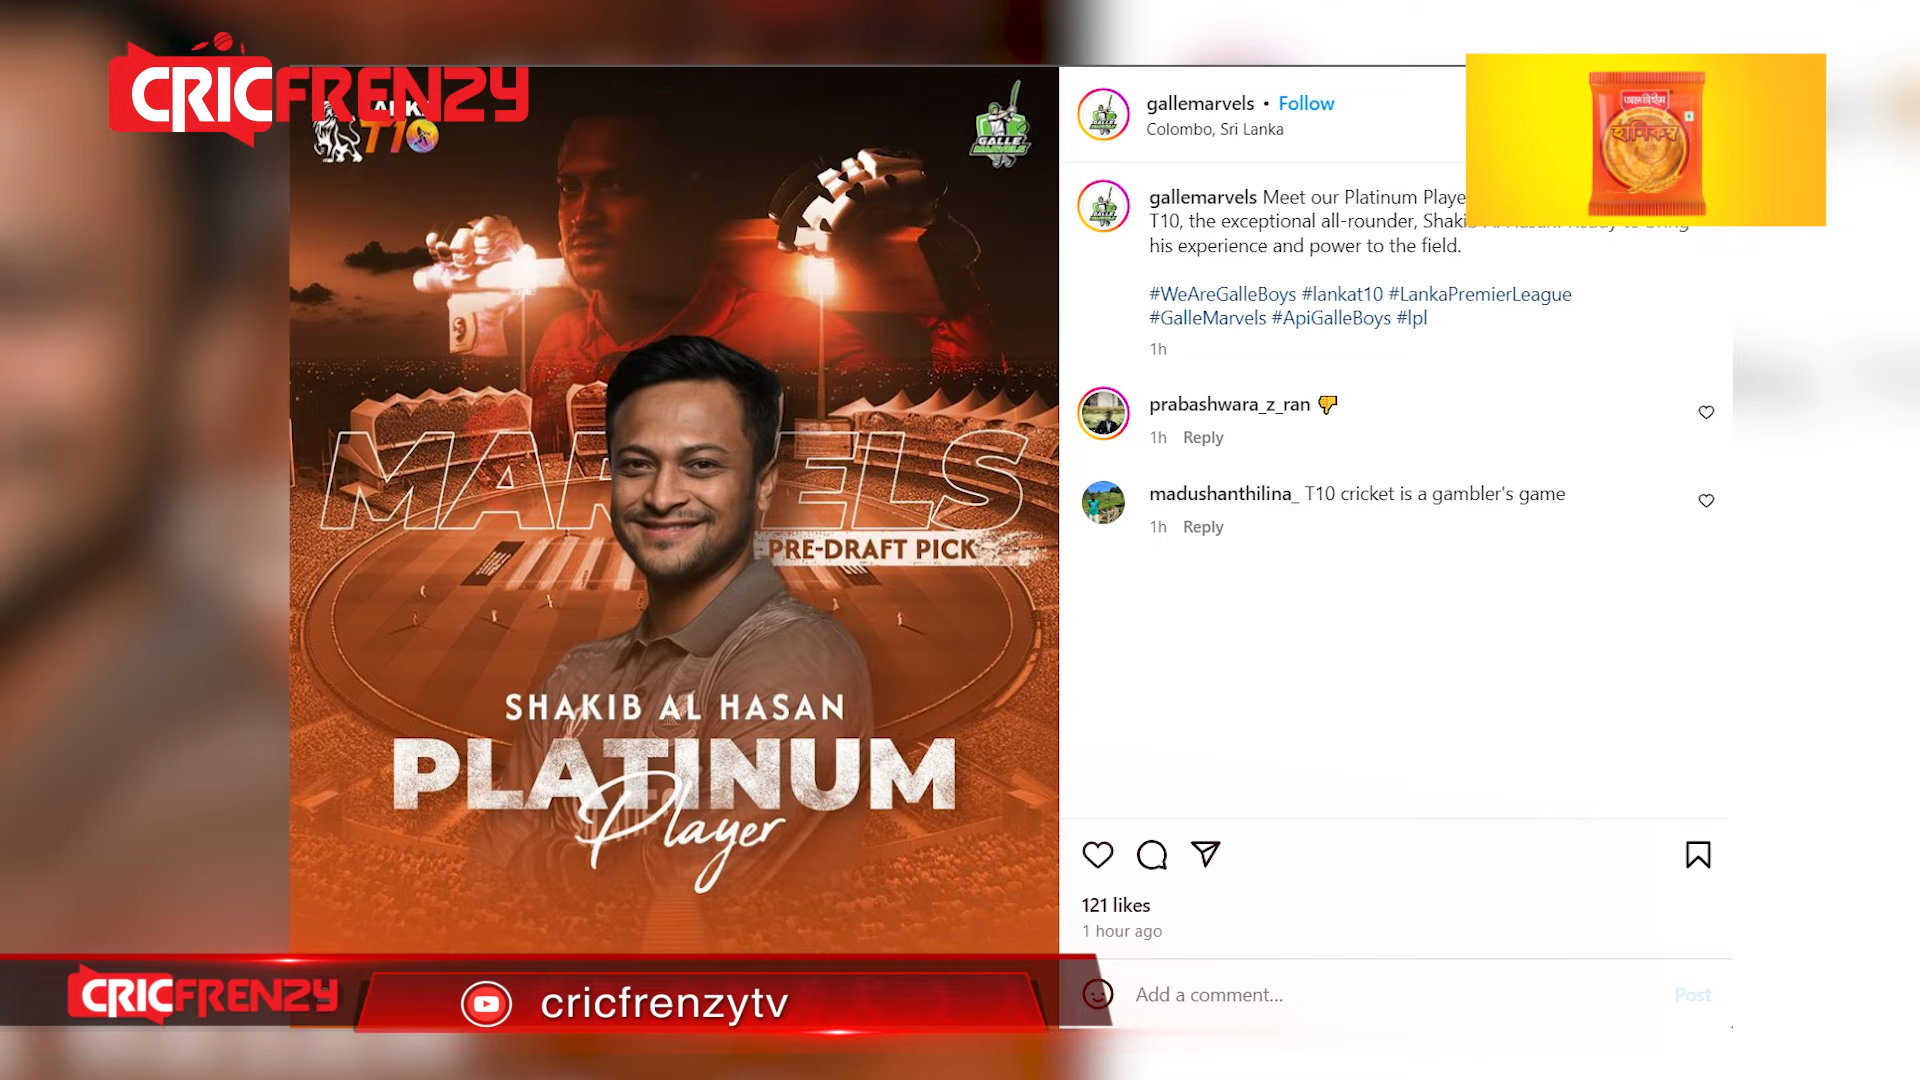 CRICFRENZY
T10
GALLE
MARVELS
MARVELS
PRE-DRAFT PICK
SHAKIB AL HASAN
PLATINUM
Player
gallemarvels • Follow
Colombo, Sri Lanka
gallemarvels Meet our Platinum Playe
T10, the exceptional all-rounder, Shakib
his experience and power to the field.
#WeAreGalleBoys #lankat10 #LankaPremierLeague
#GalleMarvels #ApiGalleBoys #lpl
1h
prabashwara_z_ran 👎
1h Reply
madushanthilina_ T10 cricket is a gambler's game
1h Reply
121 likes
1 hour ago
Add a comment...
Post
হানিকম্ব
CRICFRENZY
cricfrenzytv